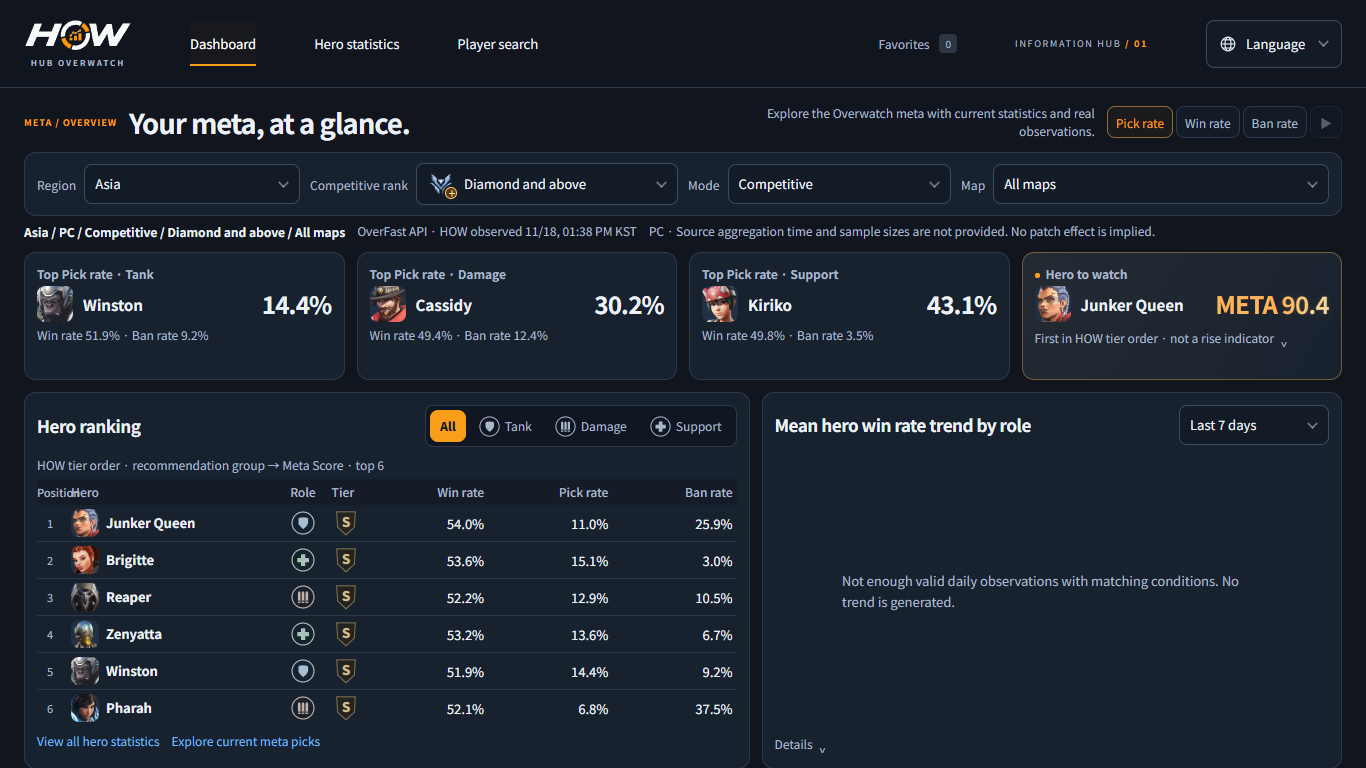 HOW
HUB OVERWATCH
Dashboard
Hero statistics
Player search
Favorites 0
INFORMATION HUB / 01
Language
META / OVERVIEW
Your meta, at a glance.
Explore the Overwatch meta with current statistics and real
observations.
Pick rate
Win rate
Ban rate
Region
Asia
Competitive rank
Diamond and above
Mode
Competitive
Map
All maps
Asia / PC / Competitive / Diamond and above / All maps
OverFast API · HOW observed 11/18, 01:38 PM KST
PC · Source aggregation time and sample sizes are not provided. No patch effect is implied.
Top Pick rate · Tank
Winston 14.4%
Win rate 51.9% · Ban rate 9.2%
Top Pick rate · Damage
Cassidy 30.2%
Win rate 49.4% · Ban rate 12.4%
Top Pick rate · Support
Kiriko 43.1%
Win rate 49.8% · Ban rate 3.5%
Hero to watch
Junker Queen META 90.4
First in HOW tier order · not a rise indicator
Hero ranking
All
Tank
Damage
Support
HOW tier order · recommendation group → Meta Score · top 6
Position Hero Role Tier Win rate Pick rate Ban rate
1 Junker Queen S 54.0% 11.0% 25.9%
2 Brigitte S 53.6% 15.1% 3.0%
3 Reaper S 52.2% 12.9% 10.5%
4 Zenyatta S 53.2% 13.6% 6.7%
5 Winston S 51.9% 14.4% 9.2%
6 Pharah S 52.1% 6.8% 37.5%
View all hero statistics
Explore current meta picks
Mean hero win rate trend by role
Last 7 days
Not enough valid daily observations with matching conditions. No
trend is generated.
Details